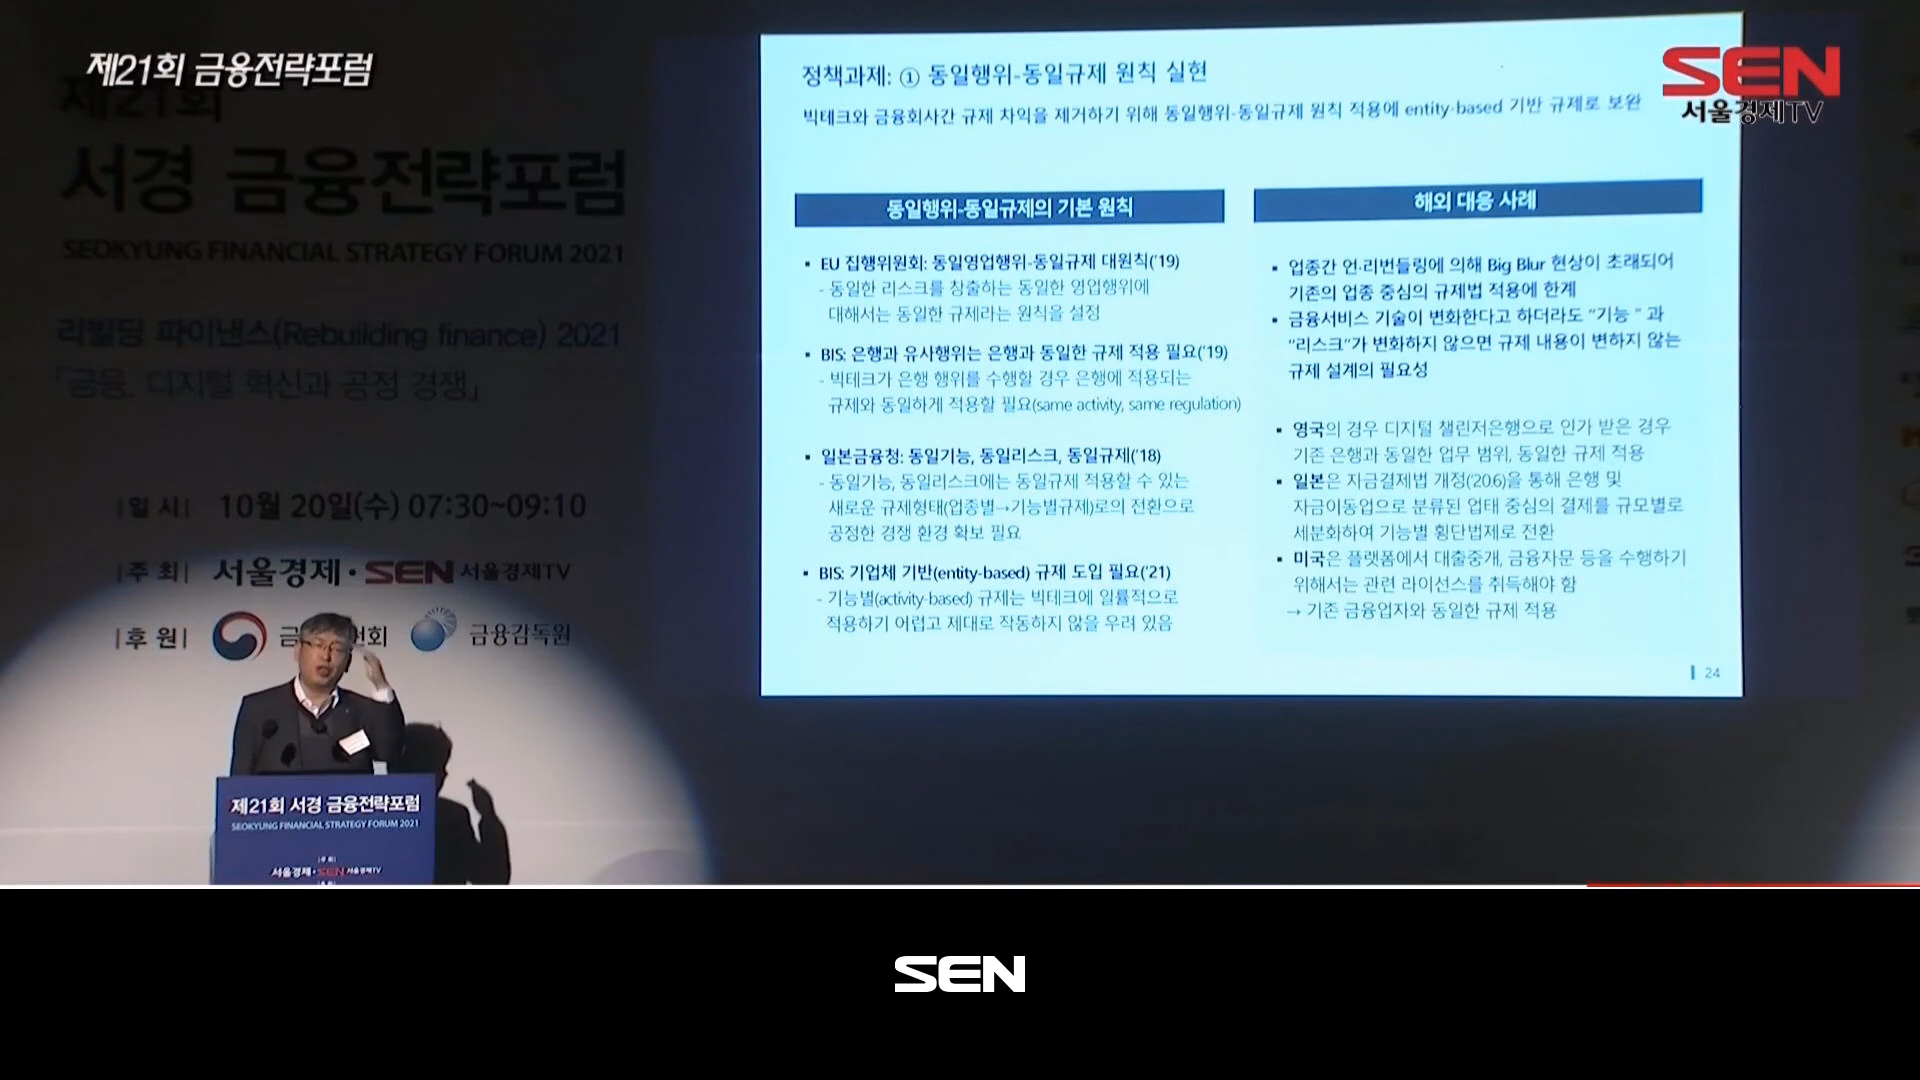 제21회 금융전략포럼
제21회
서경 금융전략포럼
SEOKYUNG FINANCIAL STRATEGY FORUM 2021
리빌딩 파이낸스(Rebuilding finance) 2021
「금융, 디지털 혁신과 공정 경쟁」
|일 시| 10월 20일(수) 07:30~09:10
|주 최| 서울경제·SEN 서울경제TV
|후 원| 금 회 금융감독원
제21회 서경 금융전략포럼
SEOKYUNG FINANCIAL STRATEGY FORUM 2021
|주 최|
서울경제·SEN 서울경제TV
SEN
서울경제TV
정책과제: ① 동일행위-동일규제 원칙 실현
빅테크와 금융회사간 규제 차익을 제거하기 위해 동일행위-동일규제 원칙 적용에 entity-based 기반 규제로 보완
동일행위-동일규제의 기본 원칙
▪ EU 집행위원회: 동일영업행위-동일규제 대원칙('19)
- 동일한 리스크를 창출하는 동일한 영업행위에
대해서는 동일한 규제라는 원칙을 설정
▪ BIS: 은행과 유사행위는 은행과 동일한 규제 적용 필요('19)
- 빅테크가 은행 행위를 수행할 경우 은행에 적용되는
규제와 동일하게 적용할 필요(same activity, same regulation)
▪ 일본금융청: 동일기능, 동일리스크, 동일규제('18)
- 동일기능, 동일리스크에는 동일규제 적용할 수 있는
새로운 규제형태(업종별→기능별규제)로의 전환으로
공정한 경쟁 환경 확보 필요
▪ BIS: 기업체 기반(entity-based) 규제 도입 필요('21)
- 기능별(activity-based) 규제는 빅테크에 일률적으로
적용하기 어렵고 제대로 작동하지 않을 우려 있음
해외 대응 사례
▪ 업종간 언·리번들링에 의해 Big Blur 현상이 초래되어
기존의 업종 중심의 규제법 적용에 한계
▪ 금융서비스 기술이 변화한다고 하더라도 “기능 ” 과
“리스크”가 변화하지 않으면 규제 내용이 변하지 않는
규제 설계의 필요성
▪ 영국의 경우 디지털 챌린저은행으로 인가 받은 경우
기존 은행과 동일한 업무 범위, 동일한 규제 적용
▪ 일본은 자금결제법 개정('20.6)을 통해 은행 및
자금이동업으로 분류된 업태 중심의 결제를 규모별로
세분화하여 기능별 횡단법제로 전환
▪ 미국은 플랫폼에서 대출중개, 금융자문 등을 수행하기
위해서는 관련 라이선스를 취득해야 함
→ 기존 금융업자와 동일한 규제 적용
24
SEN